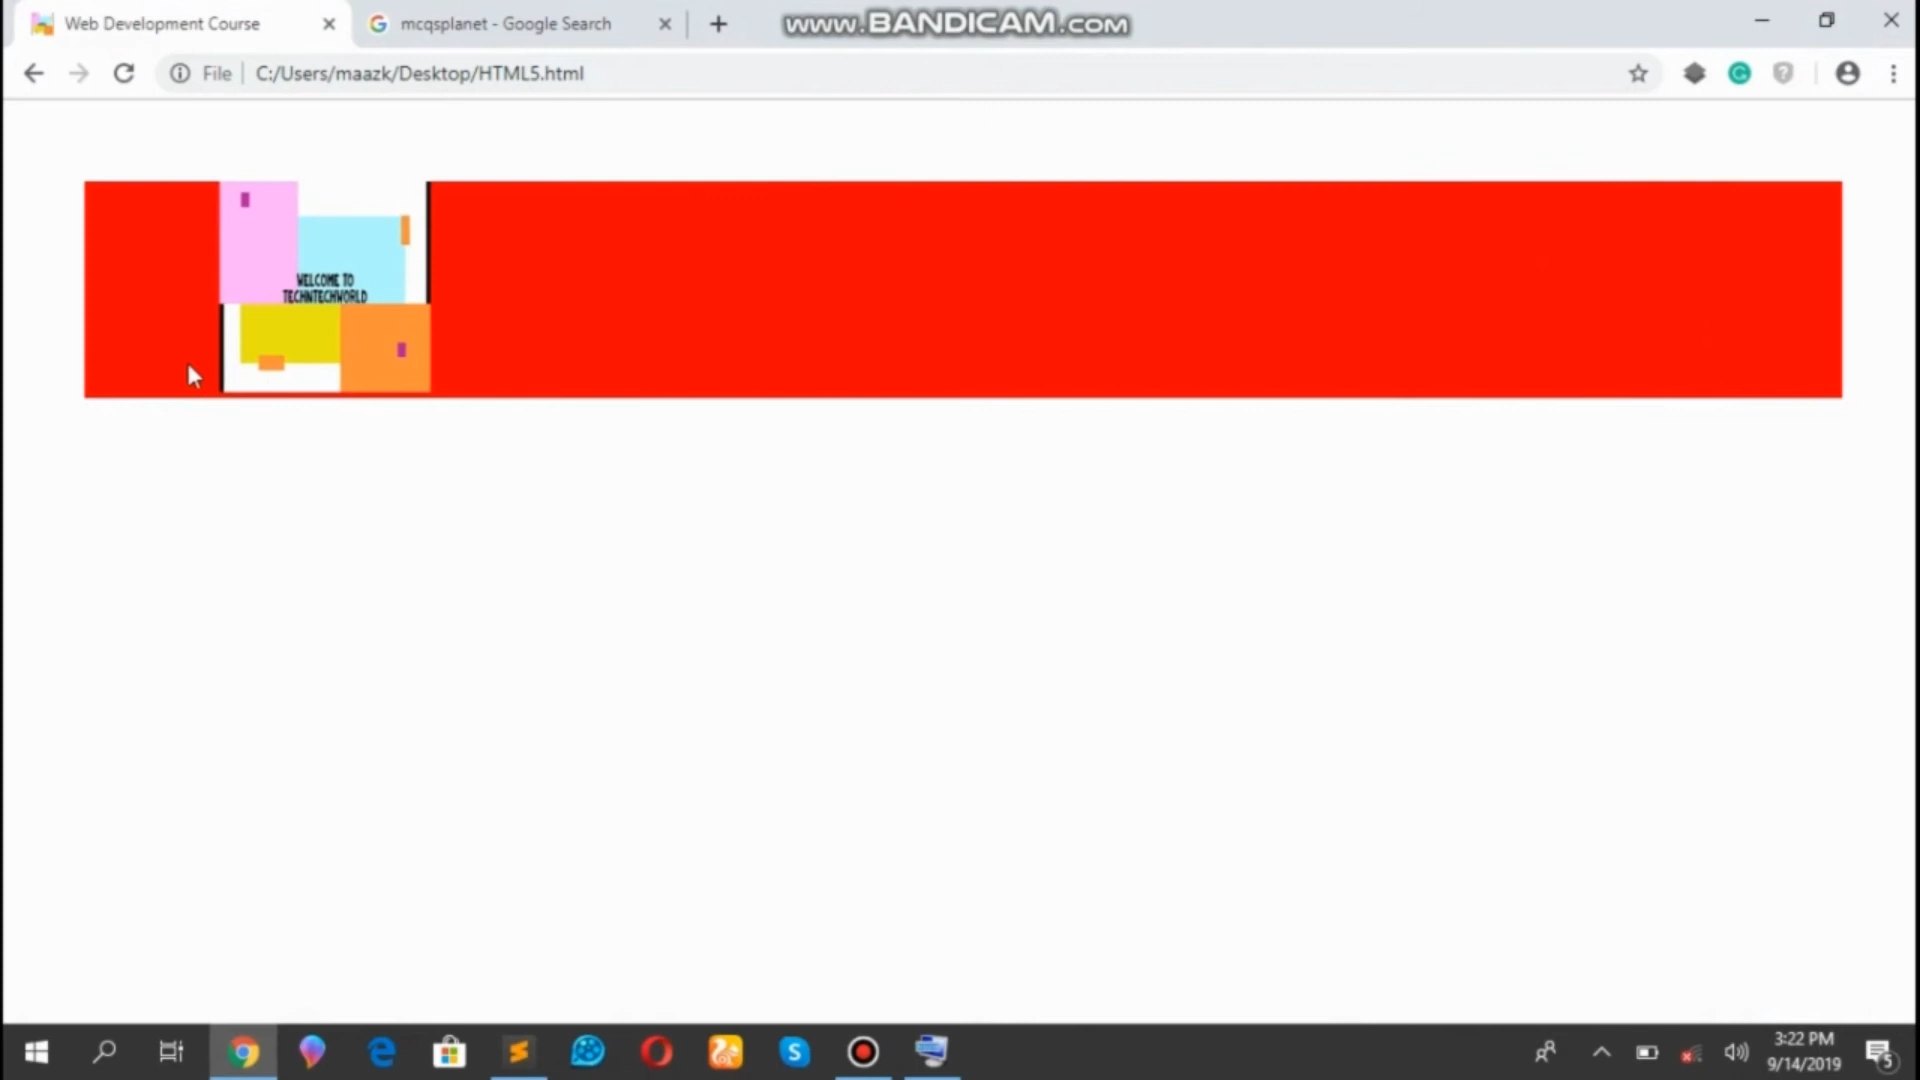 Web Development Course
mcqsplanet - Google Search
www.BANDICAM.com
File
C:/Users/maazk/Desktop/HTML5.html
WELCOME TO
TECHNTECHWORLD
3:22 PM
9/14/2019
5